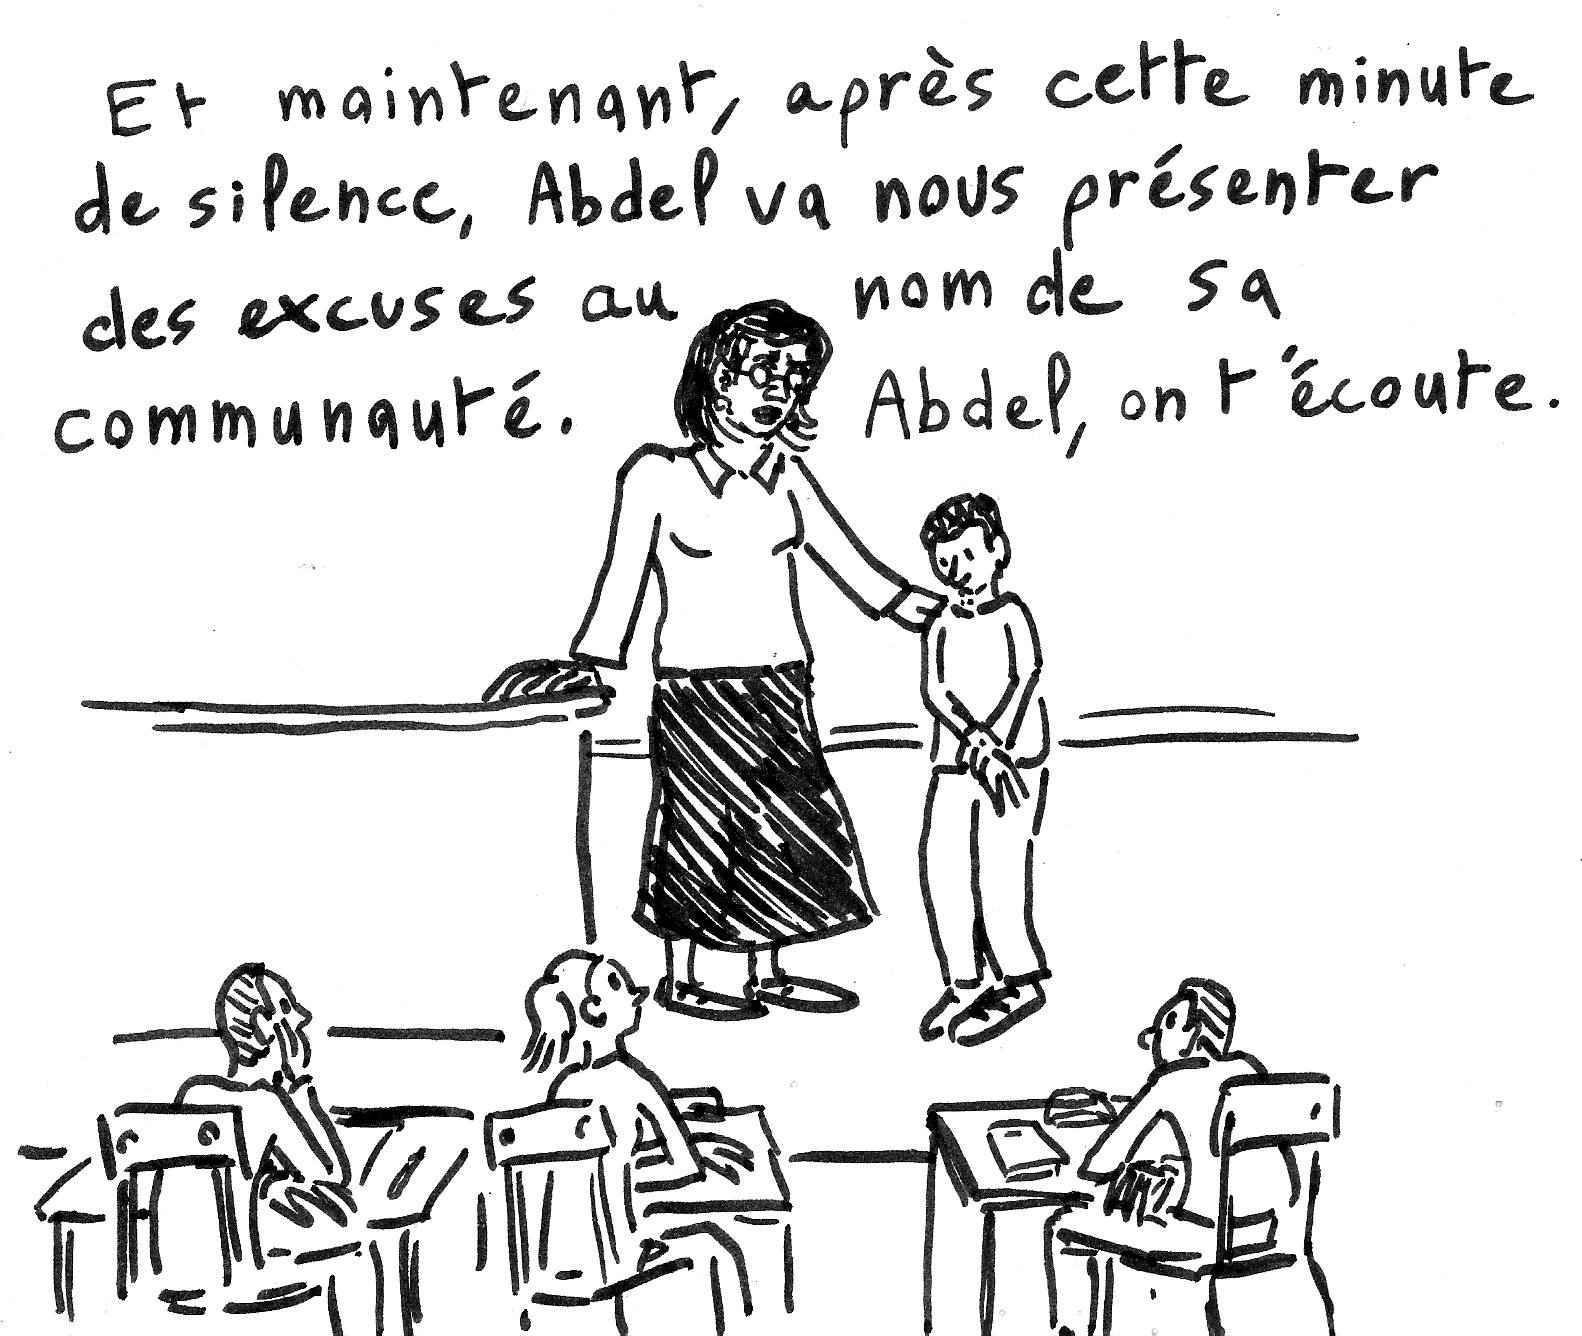 Et maintenant, après cette minute
de silence, Abdel va nous présenter
des excuses au nom de sa
communauté. Abdel, on t'écoute.